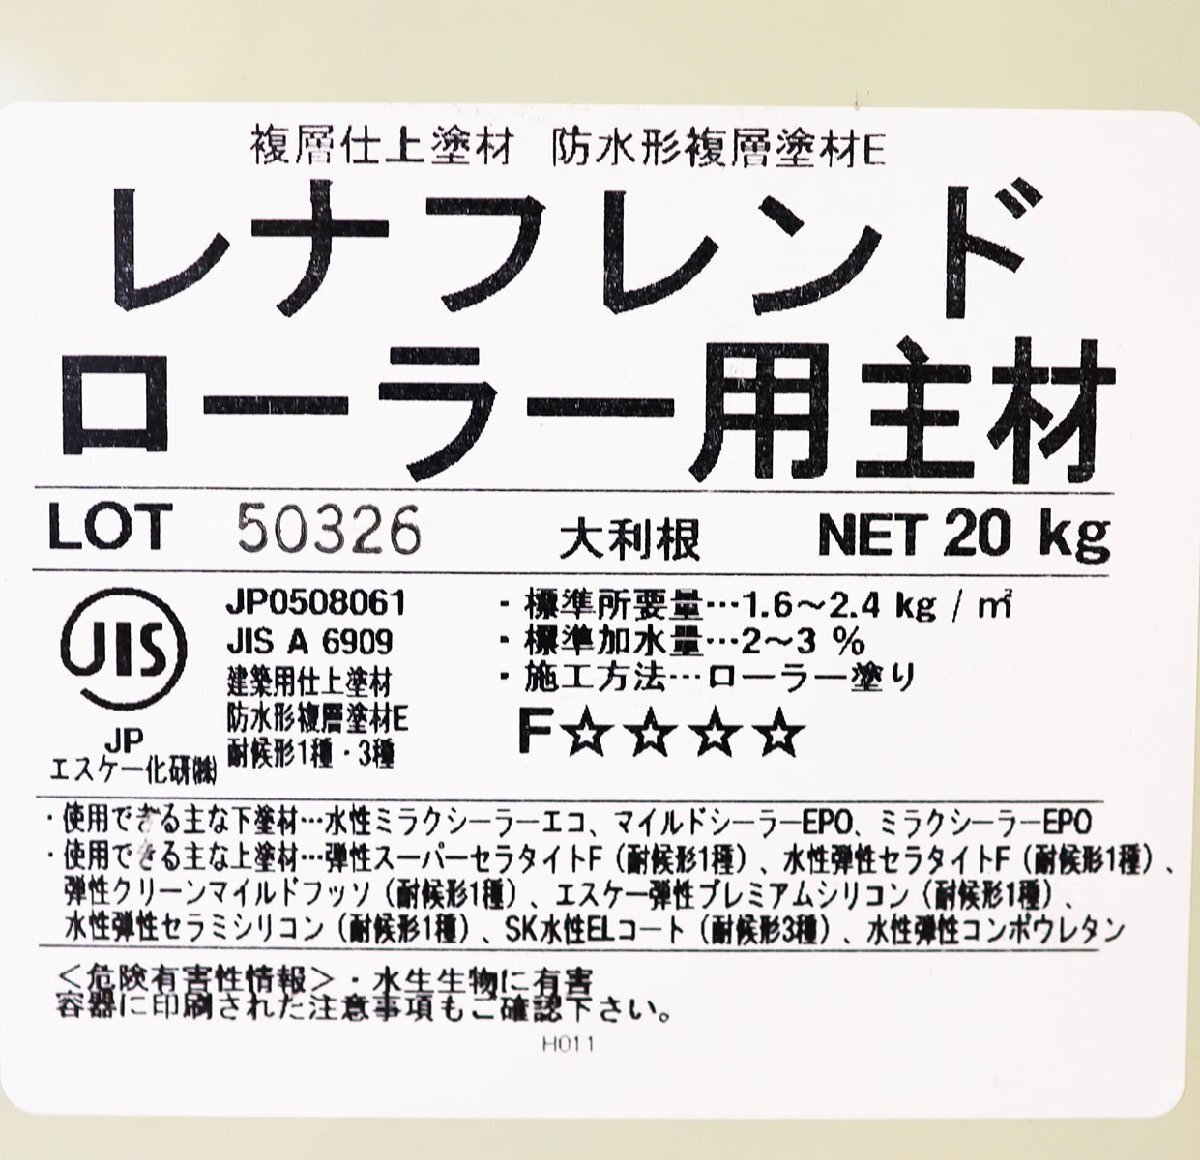 複層仕上塗材 防水形複層塗材E
レナフレンド
ローラー用主材
LOT 50326 大利根 NET 20 kg
JIS
JP
エスケー化研㈱
JP0508061
JIS A 6909
建築用仕上塗材
防水形複層塗材E
耐候形1種・3種
・標準所要量…1.6～2.4 kg / ㎡
・標準加水量…2～3 %
・施工方法…ローラー塗り
F☆☆☆☆
・使用できる主な下塗材…水性ミラクシーラーエコ、マイルドシーラーEPO、ミラクシーラーEPO
・使用できる主な上塗材…弾性スーパーセラタイトF（耐候形1種）、水性弾性セラタイトF（耐候形1種）、
弾性クリーンマイルドフッソ（耐候形1種）、エスケー弾性プレミアムシリコン（耐候形1種）、
水性弾性セラミシリコン（耐候形1種）、SK水性ELコート（耐候形3種）、水性弾性コンポウレタン
＜危険有害性情報＞・水生生物に有害
容器に印刷された注意事項もご確認下さい。
H011